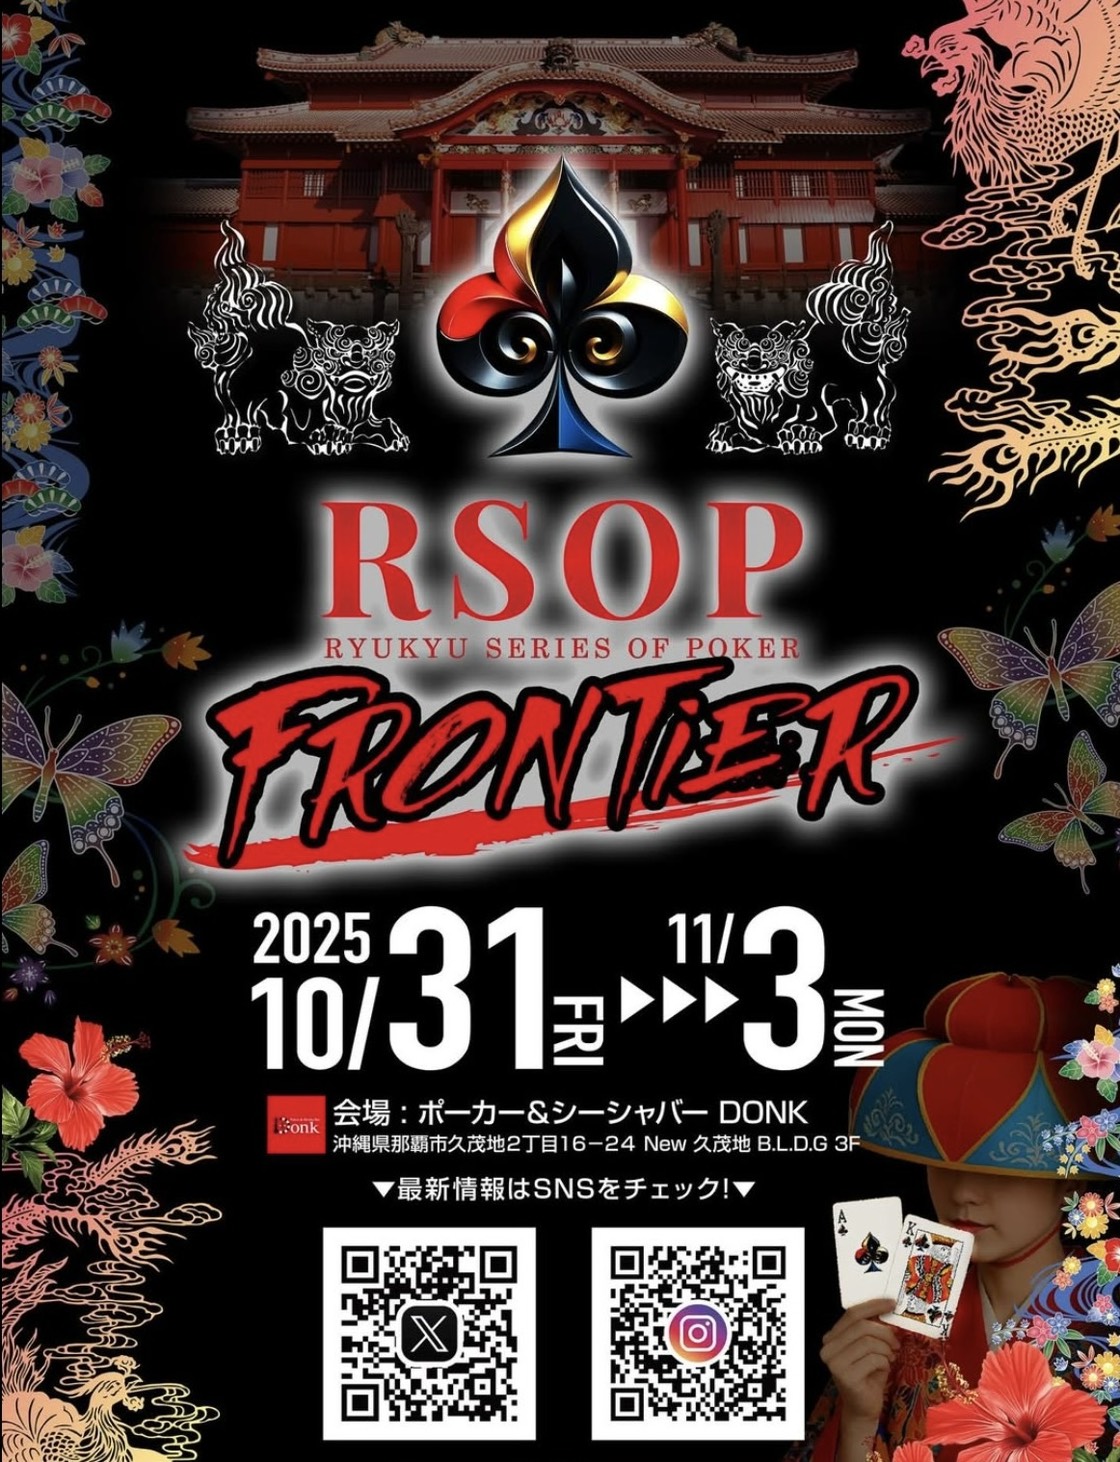 RSOP
RYUKYU SERIES OF POKER
FRONTiER
2025
10/31 FRI ▶▶▶ 11/3 MON
Donk
会場：ポーカー＆シーシャバー DONK
沖縄県那覇市久茂地2丁目16－24 New 久茂地 B.L.D.G 3F
▼最新情報はSNSをチェック!▼
A
K